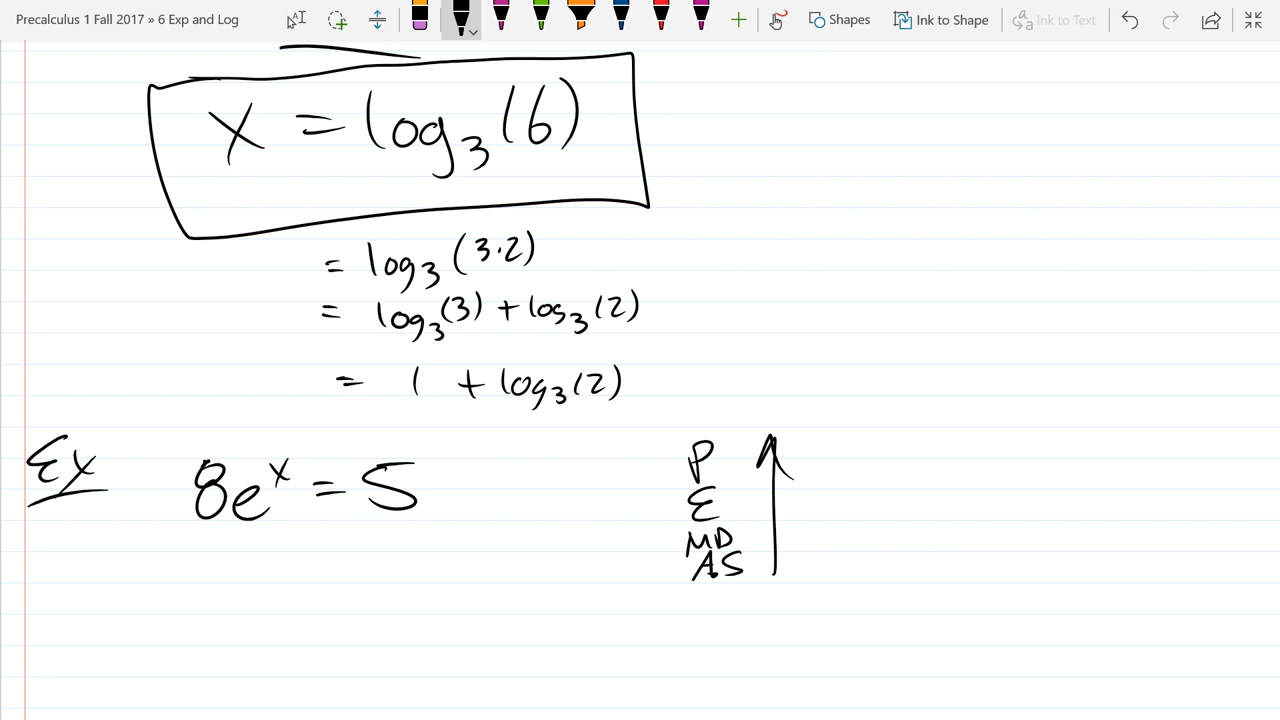 Precalculus 1 Fall 2017 » 6 Exp and Log Shapes Ink to Shape Ink to Text
x = log₃(6)
= log₃(3·2)
= log₃(3) + log₃(2)
= 1 + log₃(2)
Ex 8eˣ = 5
P
E
MD
AS